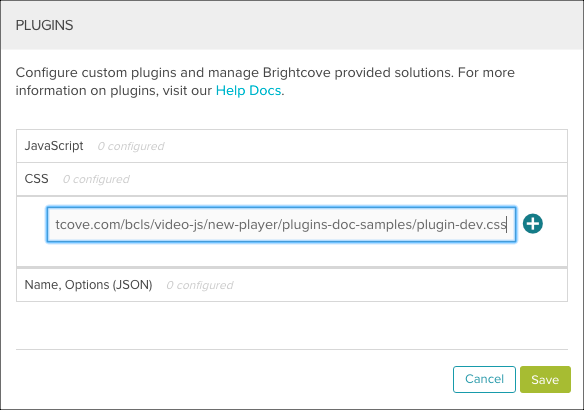 PLUGINS
Configure custom plugins and manage Brightcove provided solutions. For more
information on plugins, visit our Help Docs.
JavaScript 0 configured
CSS 0 configured
tcove.com/bcls/video-js/new-player/plugins-doc-samples/plugin-dev.css
Name, Options (JSON) 0 configured
Cancel Save